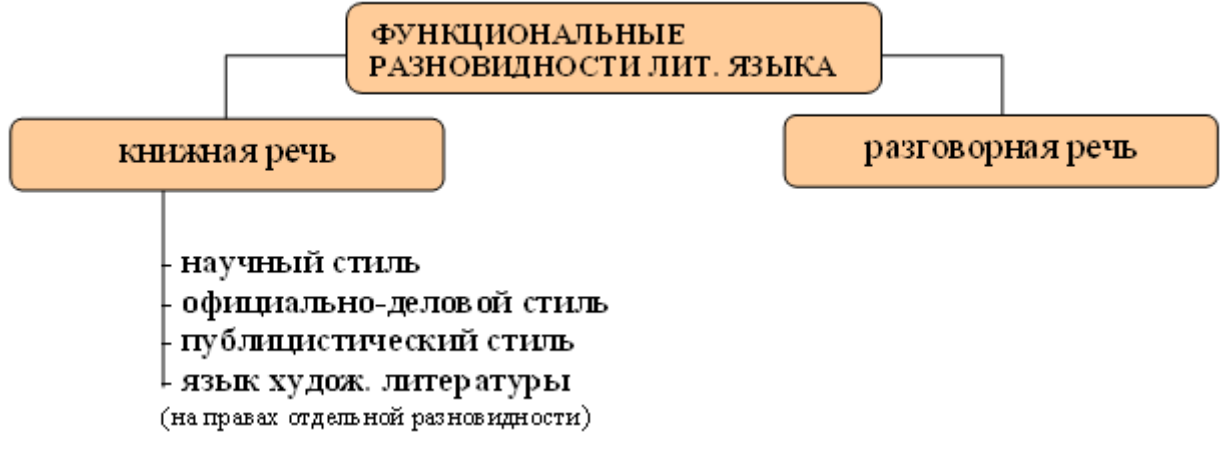 ФУНКЦИОНАЛЬНЫЕ
РАЗНОВИДНОСТИ ЛИТ. ЯЗЫКА
книжная речь
разговорная речь
- научный стиль
- официально-деловой стиль
- публицистический стиль
- язык худож. литературы
(на правах отдельной разновидности)